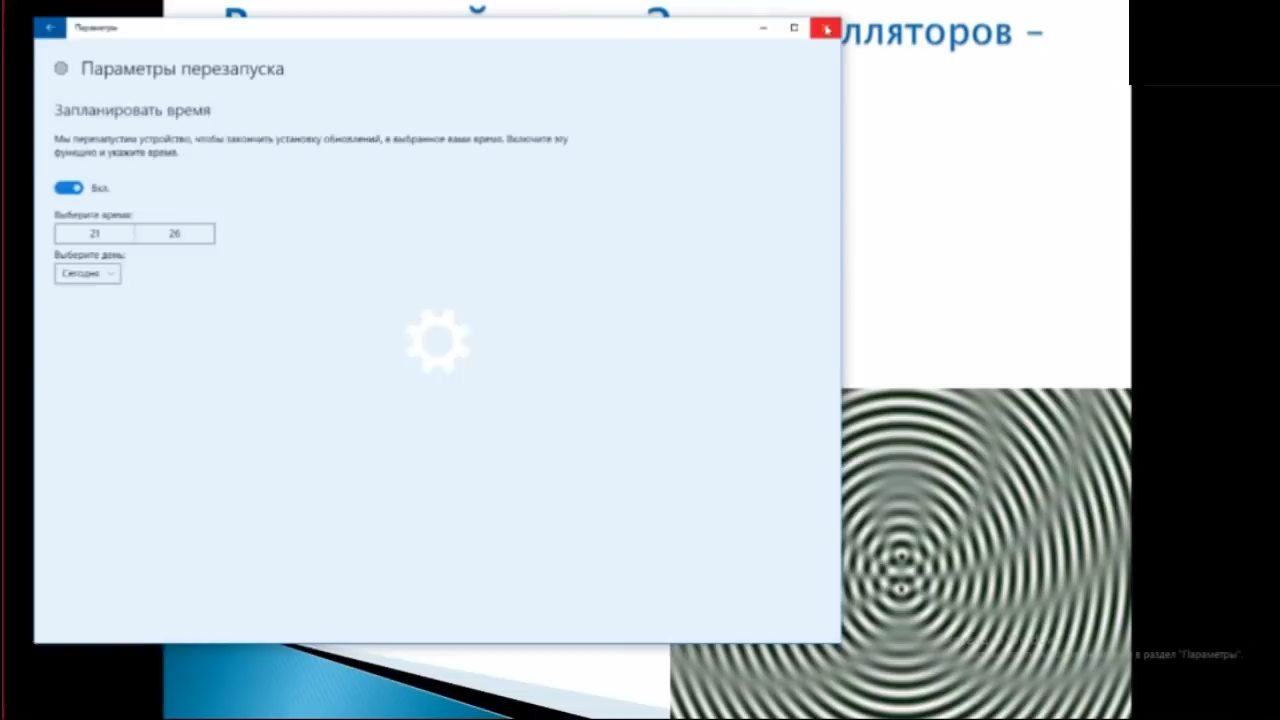 лляторов –
Параметры
Параметры перезапуска
Запланировать время
Мы перезапустим устройство, чтобы закончить установку обновлений, в выбранное вами время. Включите эту
функцию и укажите время.
Вкл.
Выберите время:
21 26
Выберите день:
Сегодня
в раздел "Параметры".